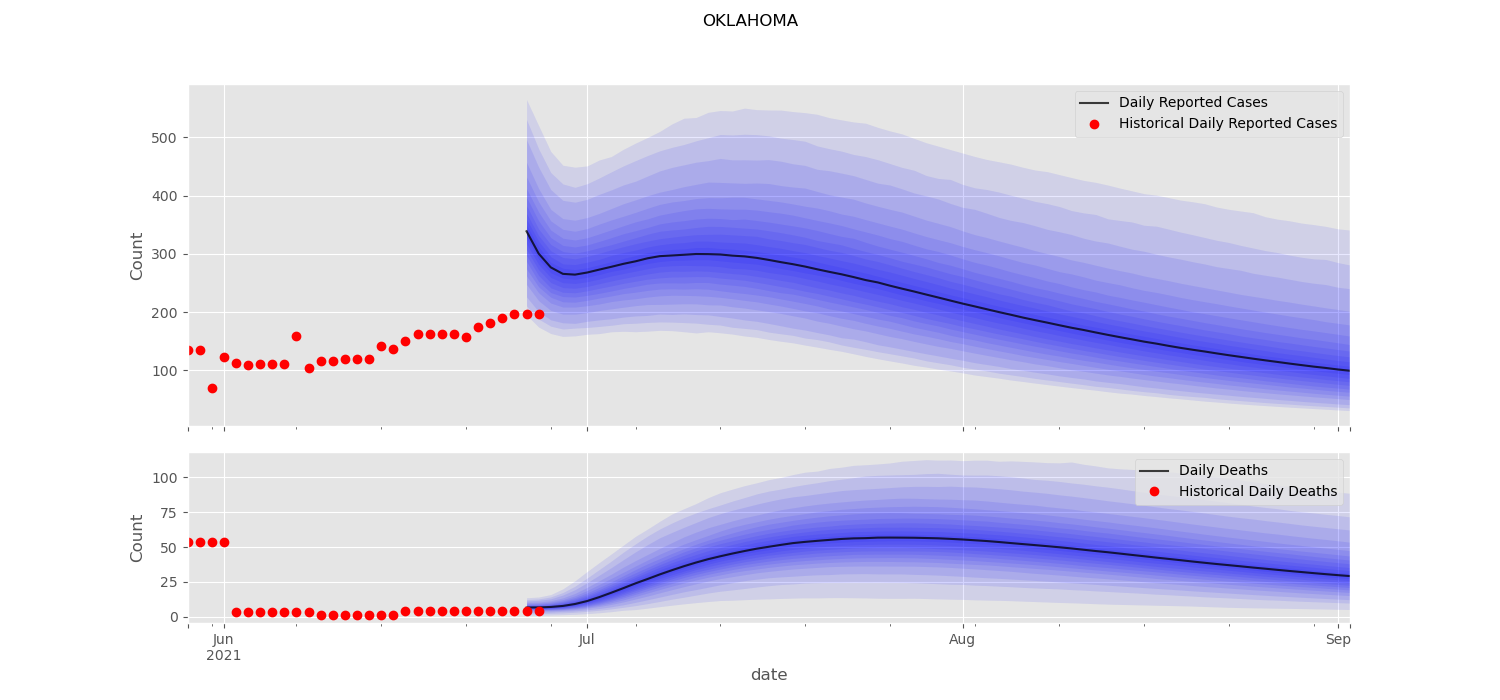 OKLAHOMA
Daily Reported Cases
Historical Daily Reported Cases
500
400
300
200
100
Count
Daily Deaths
Historical Daily Deaths
100
75
50
25
0
Count
Jun
2021
Jul
Aug
Sep
date